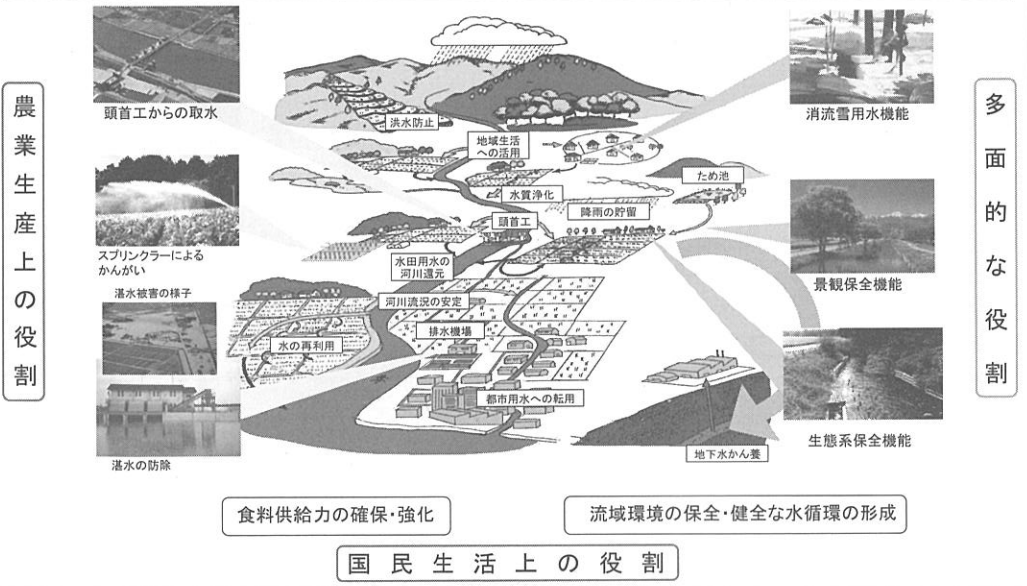 農業生産上の役割
頭首工からの取水
スプリンクラーによる
かんがい
湛水被害の様子
湛水の防除
洪水防止
地域生活
への活用
水質浄化
ため池
降雨の貯留
頭首工
水田用水の
河川還元
河川流況の安定
排水機場
水の再利用
都市用水への転用
地下水かん養
消流雪用水機能
景観保全機能
生態系保全機能
多面的な役割
食料供給力の確保・強化
流域環境の保全・健全な水循環の形成
国民生活上の役割